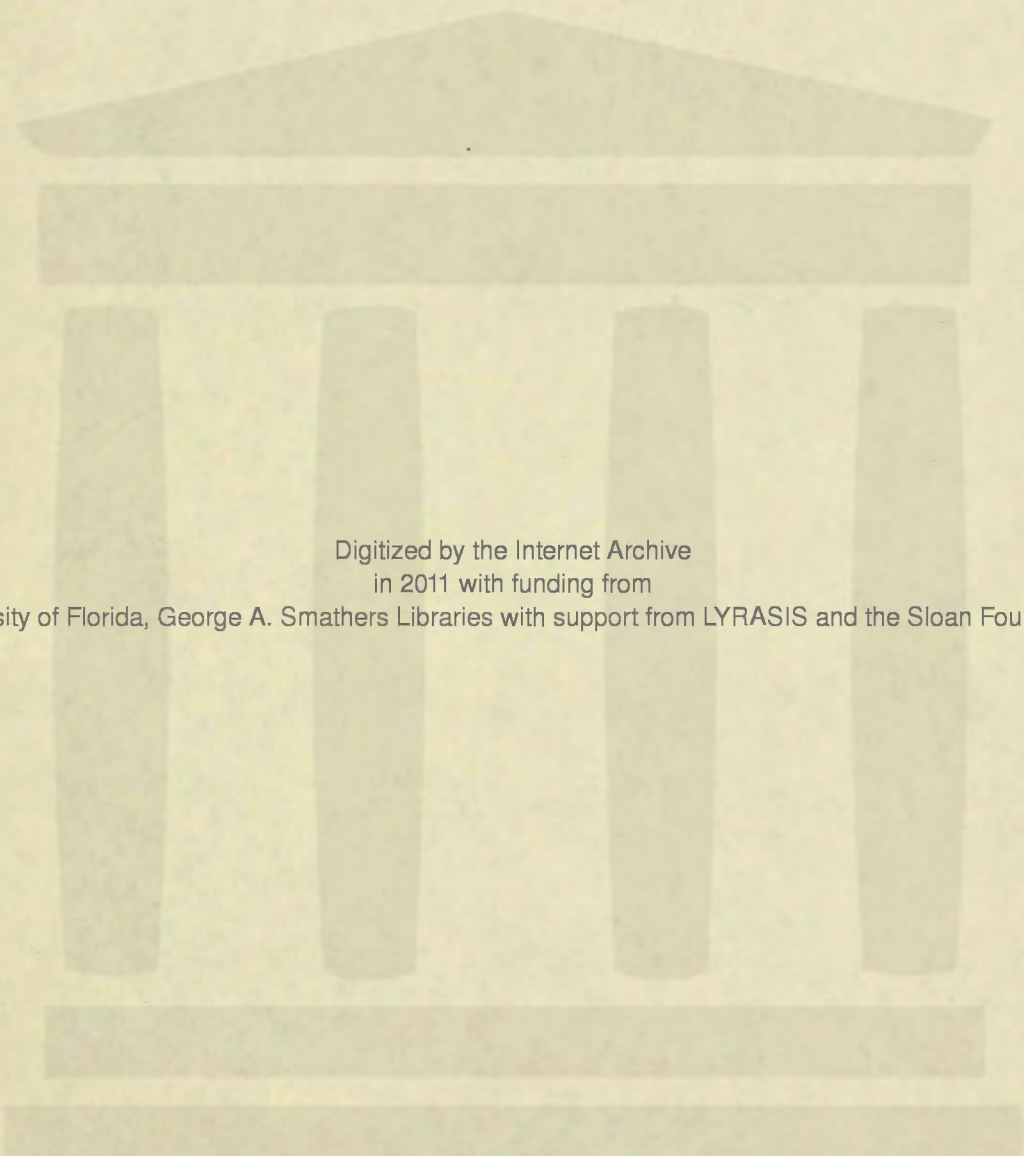 Digitized by the Internet Archive
in 2011 with funding from
sity of Florida, George A. Smathers Libraries with support from LYRASIS and the Sloan Fou